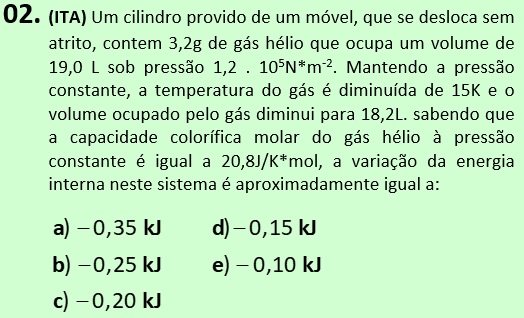 02. (ITA) Um cilindro provido de um móvel, que se desloca sem
atrito, contem 3,2g de gás hélio que ocupa um volume de
19,0 L sob pressão 1,2 . 10⁵N*m⁻². Mantendo a pressão
constante, a temperatura do gás é diminuída de 15K e o
volume ocupado pelo gás diminui para 18,2L. sabendo que
a capacidade colorífica molar do gás hélio à pressão
constante é igual a 20,8J/K*mol, a variação da energia
interna neste sistema é aproximadamente igual a:
a) −0,35 kJ d)−0,15 kJ
b) −0,25 kJ e) −0,10 kJ
c) −0,20 kJ